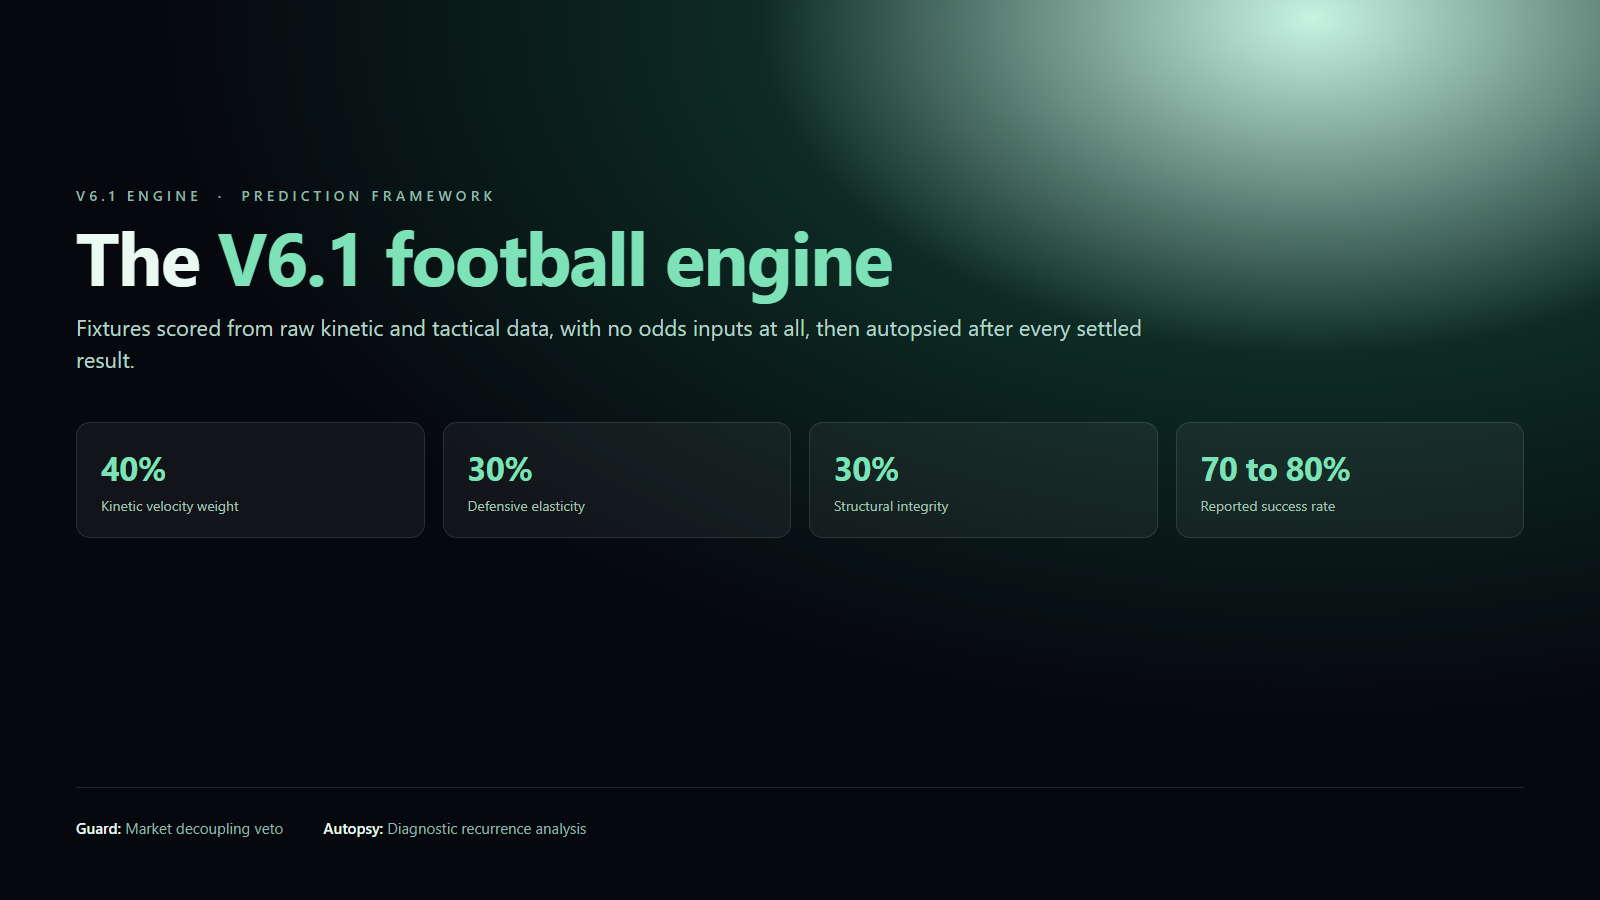 V6.1 ENGINE · PREDICTION FRAMEWORK
The V6.1 football engine
Fixtures scored from raw kinetic and tactical data, with no odds inputs at all, then autopsied after every settled
result.
40%
Kinetic velocity weight
30%
Defensive elasticity
30%
Structural integrity
70 to 80%
Reported success rate
Guard: Market decoupling veto Autopsy: Diagnostic recurrence analysis